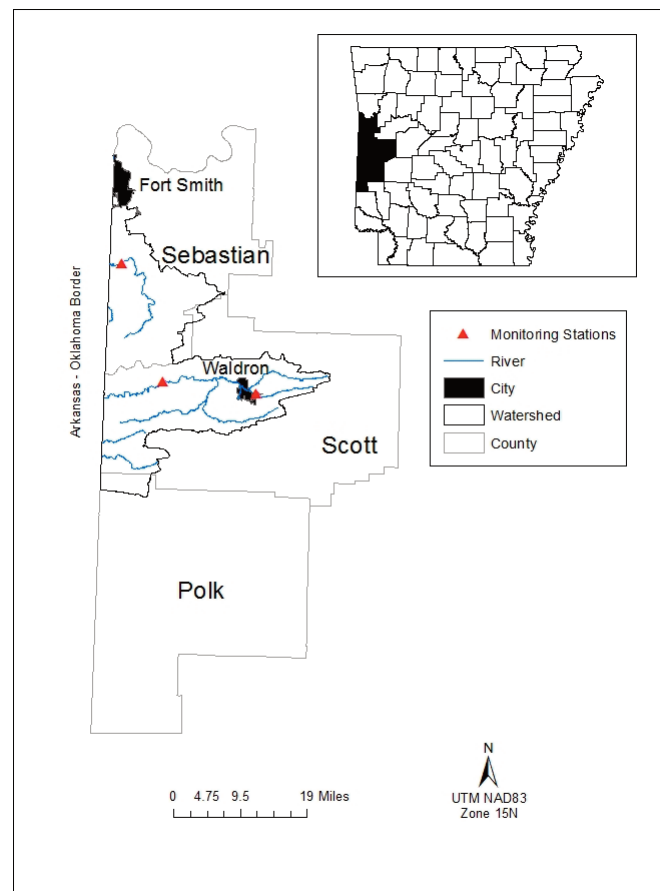 Fort Smith
Sebastian
Arkansas - Oklahoma Border
Waldron
Scott
Polk
Monitoring Stations
River
City
Watershed
County
0 4.75 9.5 19 Miles
N
UTM NAD83
Zone 15N